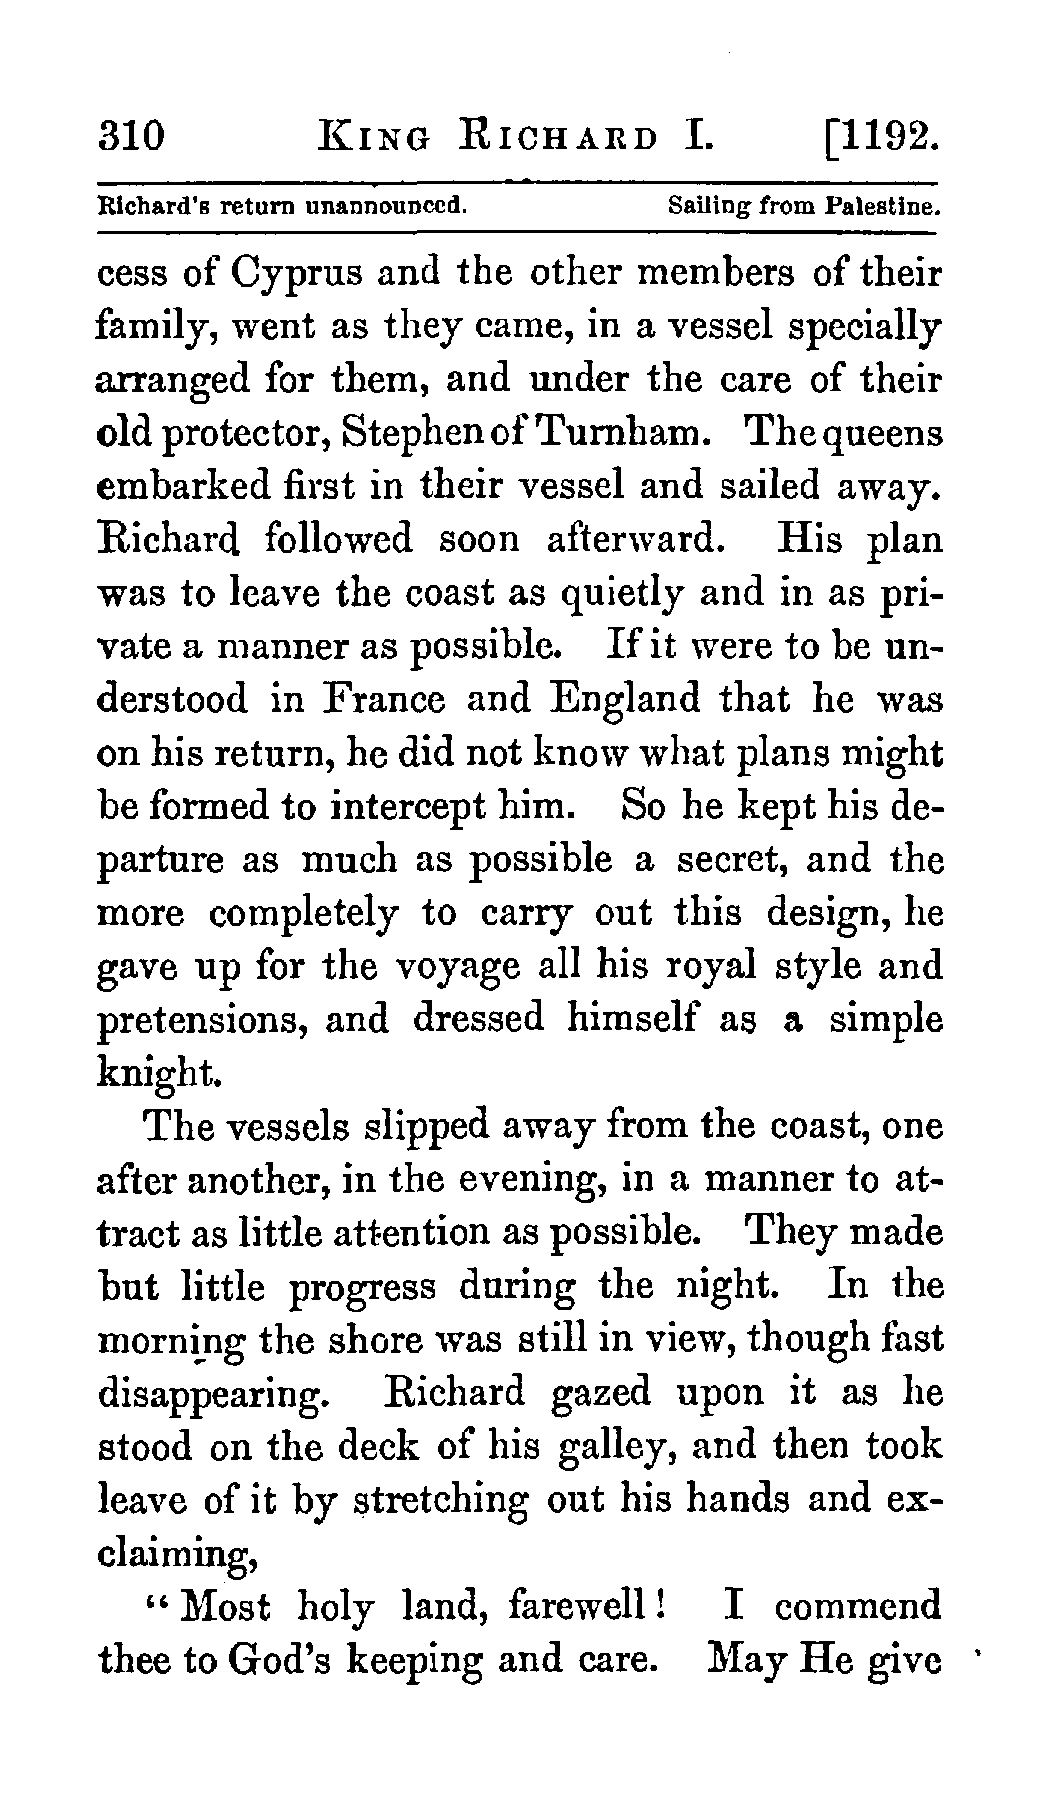 310 KING RICHARD I. [1192.
Richard's return unannounced. Sailing from Palestine.
cess of Cyprus and the other members of their
family, went as they came, in a vessel specially
arranged for them, and under the care of their
old protector, Stephen of Turnham. The queens
embarked first in their vessel and sailed away.
Richard followed soon afterward. His plan
was to leave the coast as quietly and in as pri-
vate a manner as possible. If it were to be un-
derstood in France and England that he was
on his return, he did not know what plans might
be formed to intercept him. So he kept his de-
parture as much as possible a secret, and the
more completely to carry out this design, he
gave up for the voyage all his royal style and
pretensions, and dressed himself as a simple
knight.
The vessels slipped away from the coast, one
after another, in the evening, in a manner to at-
tract as little attention as possible. They made
but little progress during the night. In the
morning the shore was still in view, though fast
disappearing. Richard gazed upon it as he
stood on the deck of his galley, and then took
leave of it by stretching out his hands and ex-
claiming,
"Most holy land, farewell! I commend
thee to God's keeping and care. May He give